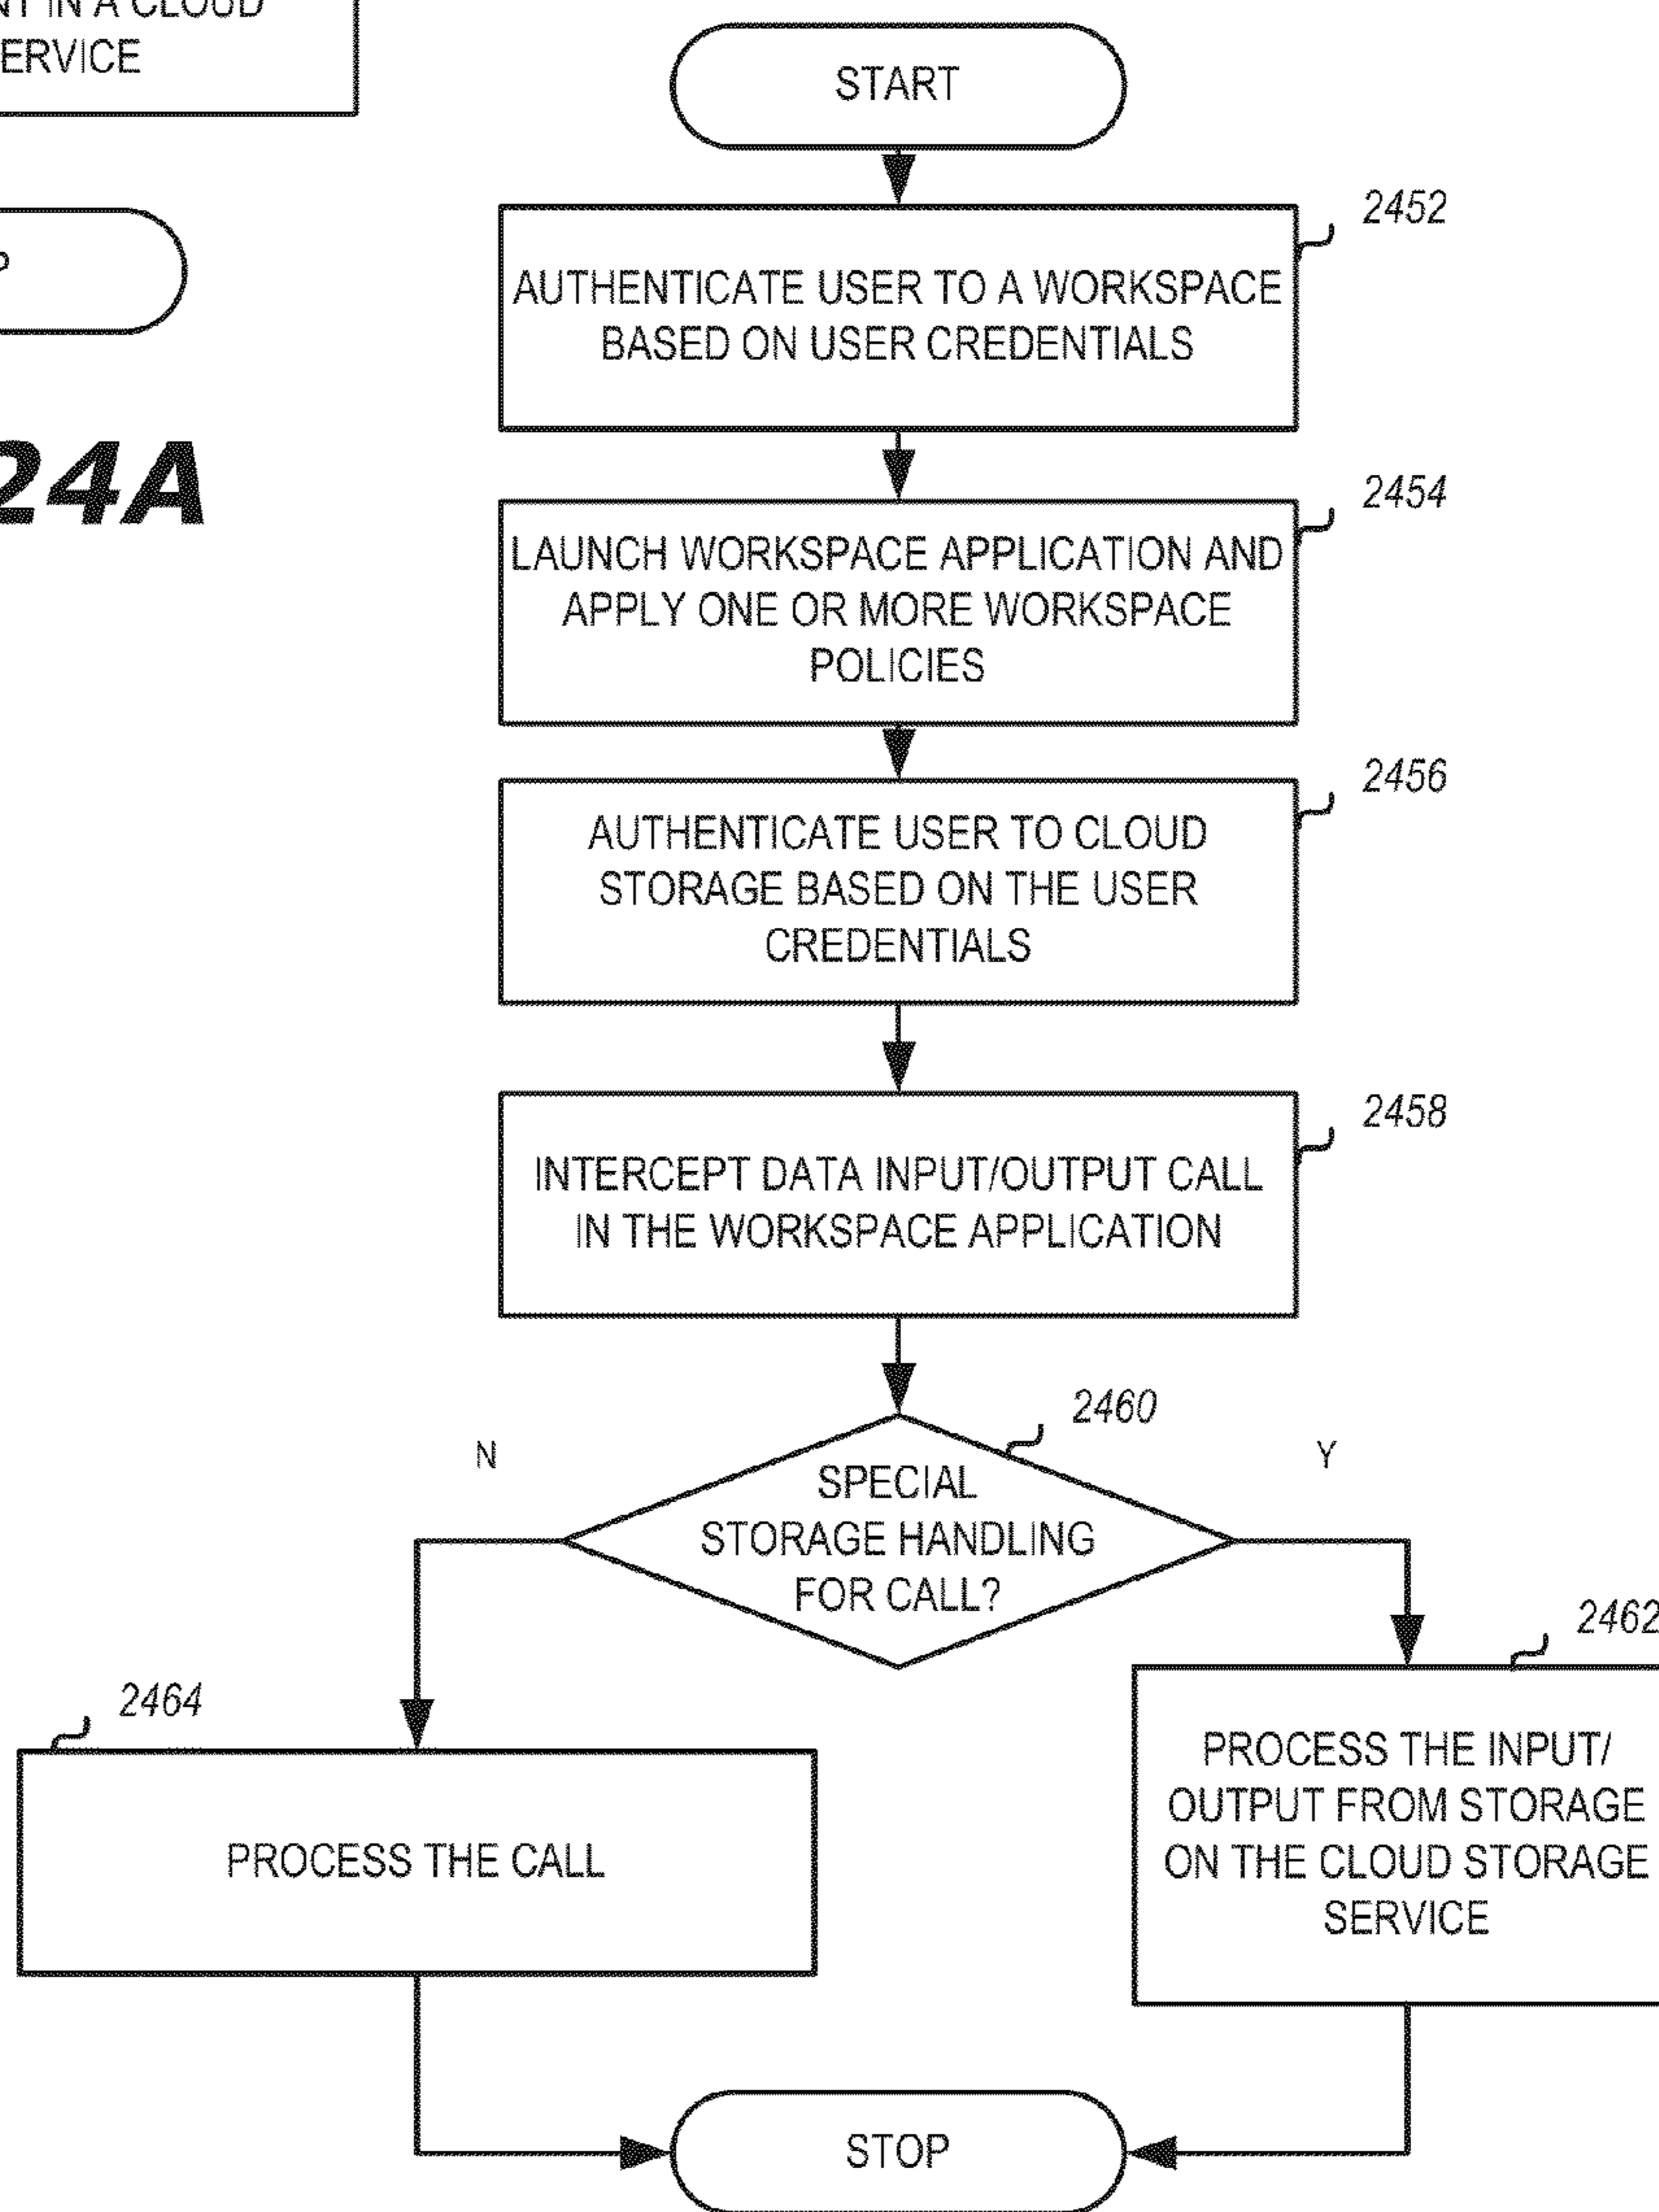 IN A CLOUD
ERVICE
START
2452
AUTHENTICATE USER TO A WORKSPACE
BASED ON USER CREDENTIALS
24A
2454
LAUNCH WORKSPACE APPLICATION AND
APPLY ONE OR MORE WORKSPACE
POLICIES
2456
AUTHENTICATE USER TO CLOUD
STORAGE BASED ON THE USER
CREDENTIALS
2458
INTERCEPT DATA INPUT/OUTPUT CALL
IN THE WORKSPACE APPLICATION
2460
N
Y
SPECIAL
STORAGE HANDLING
FOR CALL?
2462
2464
PROCESS THE INPUT/
OUTPUT FROM STORAGE
ON THE CLOUD STORAGE
SERVICE
PROCESS THE CALL
STOP